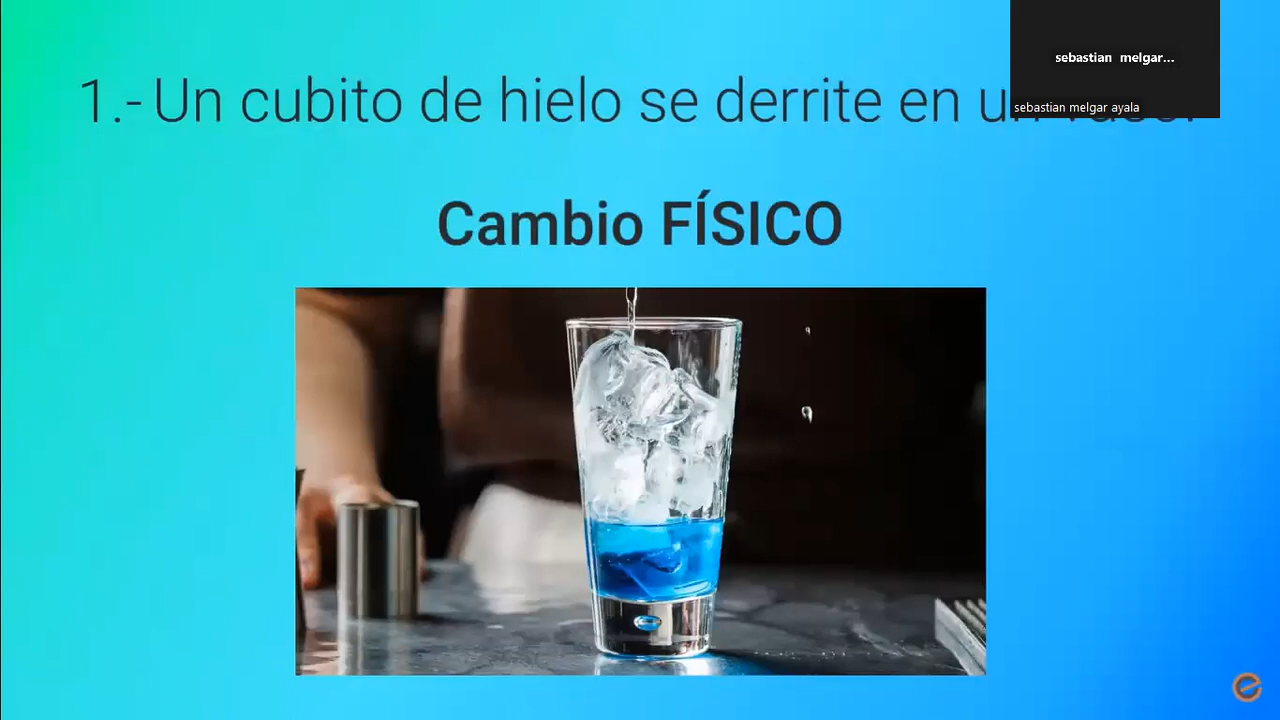 1.- Un cubito de hielo se derrite en un
sebastian melgar...
sebastian melgar ayala
Cambio FÍSICO